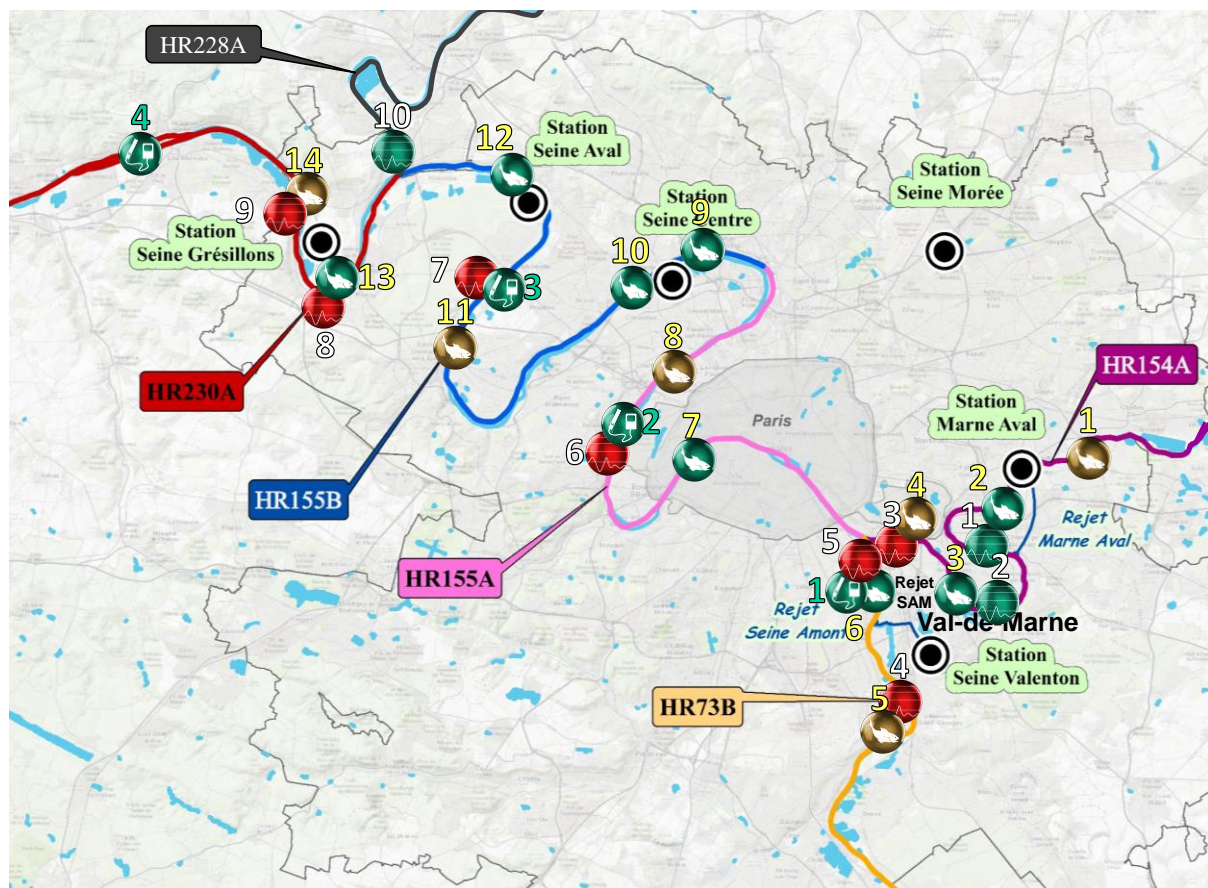 HR228A
4
10
12
Station
Seine Aval
14
9
Station
Seine Grésillons
13
8
7
3
11
Station
Seine Centre
9
10
8
Station
Seine Morée
HR230A
HR155B
HR155A
2
6
7
Paris
HR154A
Station
Marne Aval
1
2
1
Rejet
Marne Aval
4
3
5
3
2
1
Rejet
SAM
Rejet
Seine Amont
6
Val-de-Marne
Station
Seine Valenton
4
HR73B
5